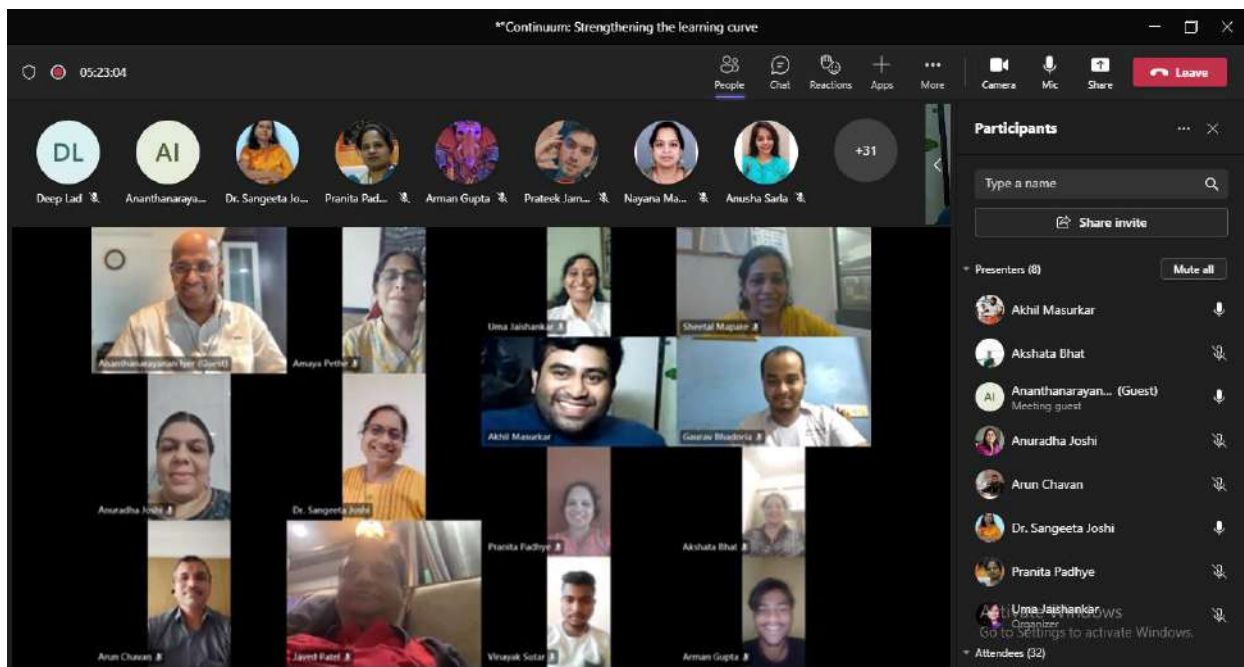 **Continuum: Strengthening the learning curve
05:23:04
People
Chat
Reactions
Apps
More
Camera
Mic
Share
Leave
DL
AI
+31
Deep Lad
Ananthanaraya...
Dr. Sangeeta Jo...
Pranita Pad...
Arman Gupta
Prateek Jam...
Nayana Ma...
Anusha Sarla
Ananthanarayanan Iyer (Guest)
Amaya Pethe
Uma Jaishankar
Sheetal Mapare
Akhil Masurkar
Gaurav Bhadoria
Anuradha Joshi
Dr. Sangeeta Joshi
Pranita Padhye
Akshata Bhat
Arun Chavan
Javed Patel
Vinayak Sutar
Arman Gupta
Participants
Type a name
Share invite
Presenters (8)
Mute all
Akhil Masurkar
Akshata Bhat
AI
Ananthanarayan... (Guest)
Meeting guest
Anuradha Joshi
Arun Chavan
Dr. Sangeeta Joshi
Pranita Padhye
Uma Jaishankar
Organizer
Activate Windows
Go to Settings to activate Windows.
Attendees (32)